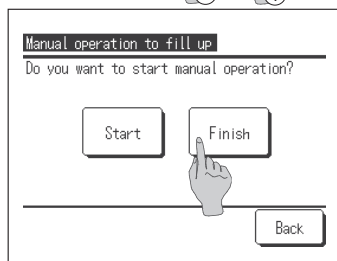 Manual operation to fill up
Do you want to start manual operation?
Start Finish
Back